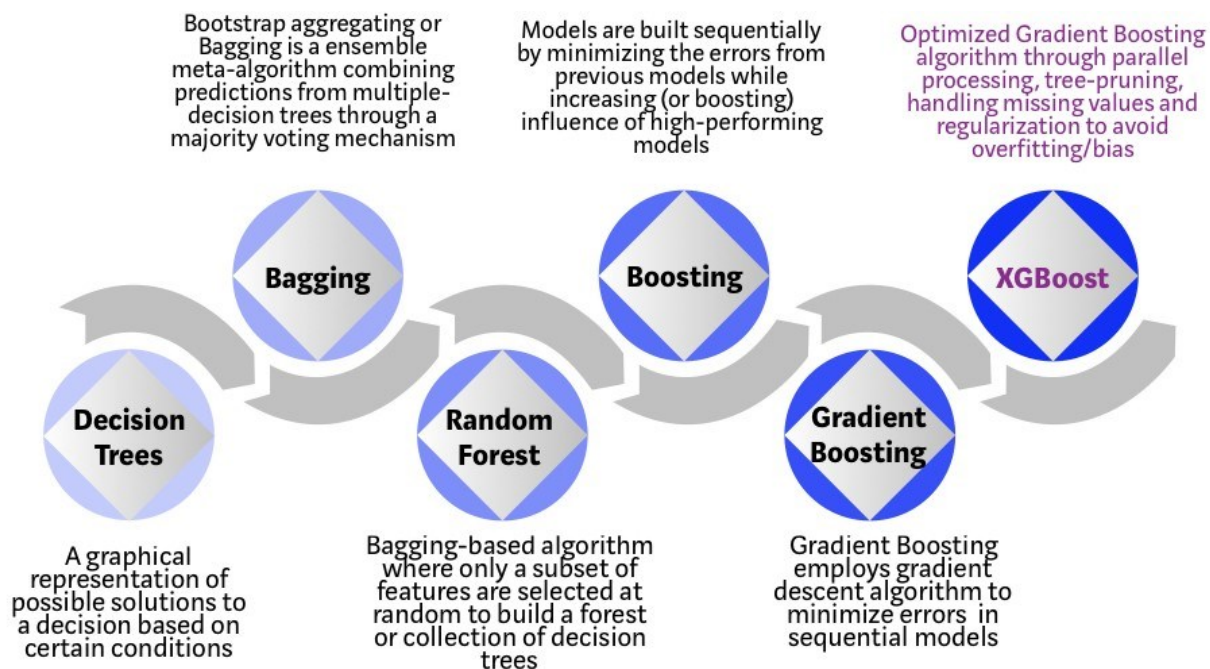 Bootstrap aggregating or
Bagging is a ensemble
meta-algorithm combining
predictions from multiple-
decision trees through a
majority voting mechanism
Models are built sequentially
by minimizing the errors from
previous models while
increasing (or boosting)
influence of high-performing
models
Optimized Gradient Boosting
algorithm through parallel
processing, tree-pruning,
handling missing values and
regularization to avoid
overfitting/bias
Bagging
Boosting
XGBoost
Decision
Trees
Random
Forest
Gradient
Boosting
A graphical
representation of
possible solutions to
a decision based on
certain conditions
Bagging-based algorithm
where only a subset of
features are selected at
random to build a forest
or collection of decision
trees
Gradient Boosting
employs gradient
descent algorithm to
minimize errors in
sequential models